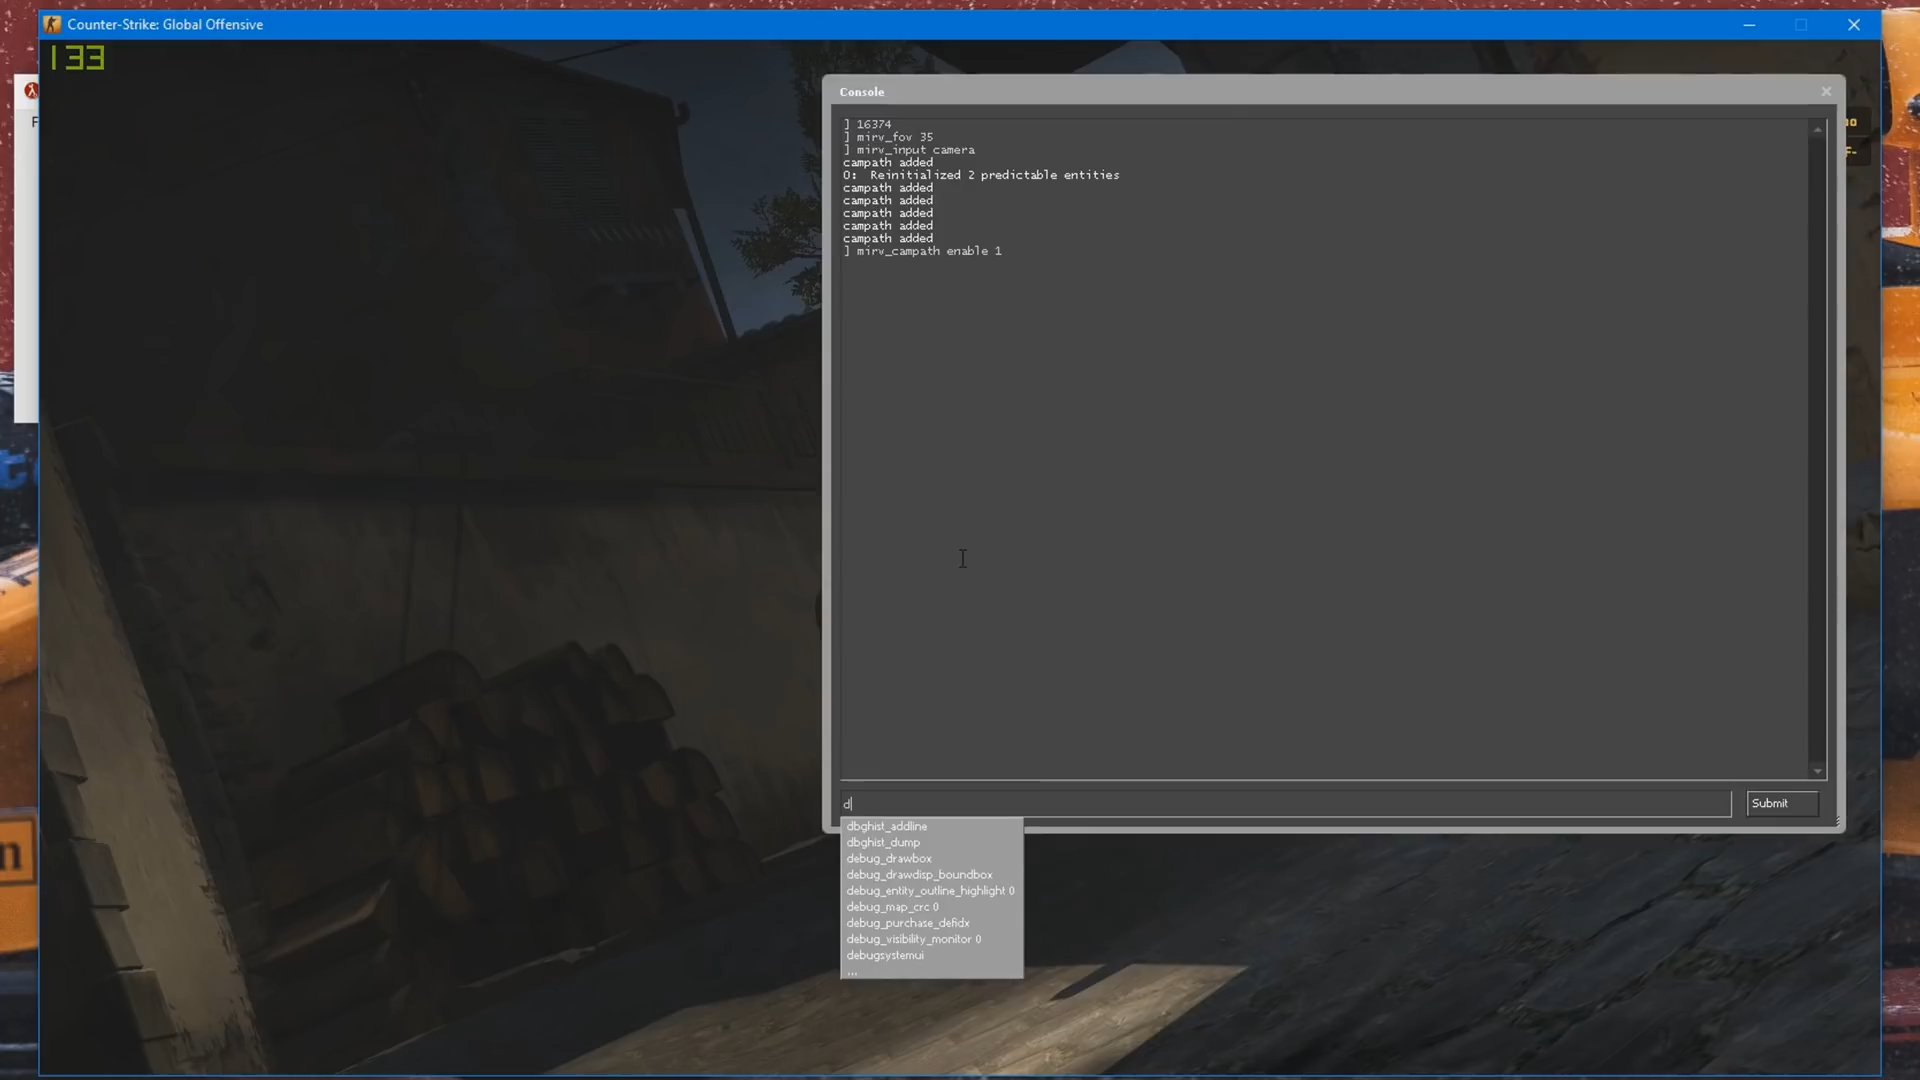 Counter-Strike: Global Offensive
133
F
Console
] 16374
] mirv_fov 35
] mirv_input camera
campath added
0:  Reinitialized 2 predictable entities
campath added
campath added
campath added
campath added
campath added
] mirv_campath enable 1
d
Submit
dbghist_addline
dbghist_dump
debug_drawbox
debug_drawdisp_boundbox
debug_entity_outline_highlight 0
debug_map_crc 0
debug_purchase_defidx
debug_visibility_monitor 0
debugsystemui
...
n